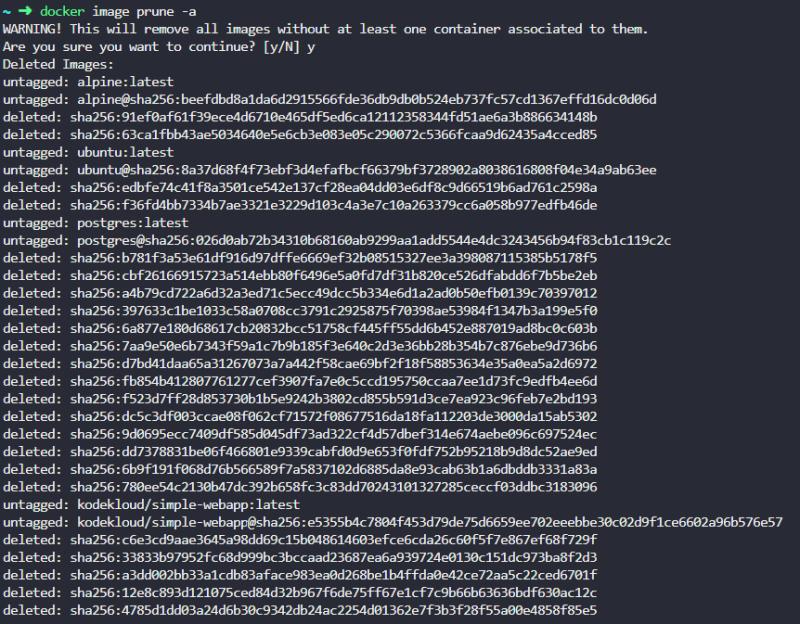 ~ ➜ docker image prune -a
WARNING! This will remove all images without at least one container associated to them.
Are you sure you want to continue? [y/N] y
Deleted Images:
untagged: alpine:latest
untagged: alpine@sha256:beefdbd8a1da6d2915566fde36db9db0b524eb737fc57cd1367effd16dc0d06d
deleted: sha256:91ef0af61f39ece4d6710e465df5ed6ca12112358344fd51ae6a3b886634148b
deleted: sha256:63ca1fbb43ae5034640e5e6cb3e083e05c290072c5366fcaa9d62435a4cced85
untagged: ubuntu:latest
untagged: ubuntu@sha256:8a37d68f4f73ebf3d4efafbcf66379bf3728902a8038616808f04e34a9ab63ee
deleted: sha256:edbfe74c41f8a3501ce542e137cf28ea04dd03e6df8c9d66519b6ad761c2598a
deleted: sha256:f36fd4bb7334b7ae3321e3229d103c4a3e7c10a263379cc6a058b977edfb46de
untagged: postgres:latest
untagged: postgres@sha256:026d0ab72b34310b68160ab9299aa1add5544e4dc3243456b94f83cb1c119c2c
deleted: sha256:b781f3a53e61df916d97dffe6669ef32b08515327ee3a398087115385b5178f5
deleted: sha256:cbf26166915723a514ebb80f6496e5a0fd7df31b820ce526dfabdd6f7b5be2eb
deleted: sha256:a4b79cd722a6d32a3ed71c5ecc49dcc5b334e6d1a2ad0b50efb0139c70397012
deleted: sha256:397633c1be1033c58a0708cc3791c2925875f70398ae53984f1347b3a199e5f0
deleted: sha256:6a877e180d68617cb20832bcc51758cf445ff55dd6b452e887019ad8bc0c603b
deleted: sha256:7aa9e50e6b7343f59a1c7b9b185f3e640c2d3e36bb28b354b7c876ebe9d736b6
deleted: sha256:d7bd41daa65a31267073a7a442f58cae69bf2f18f58853634e35a0ea5a2d6972
deleted: sha256:fb854b412807761277cef3907fa7e0c5ccd195750ccaa7ee1d73fc9edfb4ee6d
deleted: sha256:f523d7ff28d853730b1b5e9242b3802cd855b591d3ce7ea923c96feb7e2bd193
deleted: sha256:dc5c3df003ccae08f062cf71572f08677516da18fa112203de3000da15ab5302
deleted: sha256:9d0695ecc7409df585d045df73ad322cf4d57dbef314e674aebe096c697524ec
deleted: sha256:dd7378831be06f466801e9339cabfd0d9e653f0fdf752b95218b9d8dc52ae9ed
deleted: sha256:6b9f191f068d76b566589f7a5837102d6885da8e93cab63b1a6dbddb3331a83a
deleted: sha256:780ee54c2130b47dc392b658fc3c83dd70243101327285ceccf03ddbc3183096
untagged: kodekloud/simple-webapp:latest
untagged: kodekloud/simple-webapp@sha256:e5355b4c7804f453d79de75d6659ee702eeebbe30c02d9f1ce6602a96b576e57
deleted: sha256:c6e3cd9aae3645a98dd69c15b048614603efce6cda26c60f5f7e867ef68f729f
deleted: sha256:33833b97952fc68d999bc3bccaad23687ea6a939724e0130c151dc973ba8f2d3
deleted: sha256:a3dd002bb33a1cdb83aface983ea0d268be1b4ffda0e42ce72aa5c22ced6701f
deleted: sha256:12e8c893d121075ced84d32b967f6de75ff67e1cf7c9b66b63636bdf630ac12c
deleted: sha256:4785d1dd03a24d6b30c9342db24ac2254d01362e7f3b3f28f55a00e4858f85e5